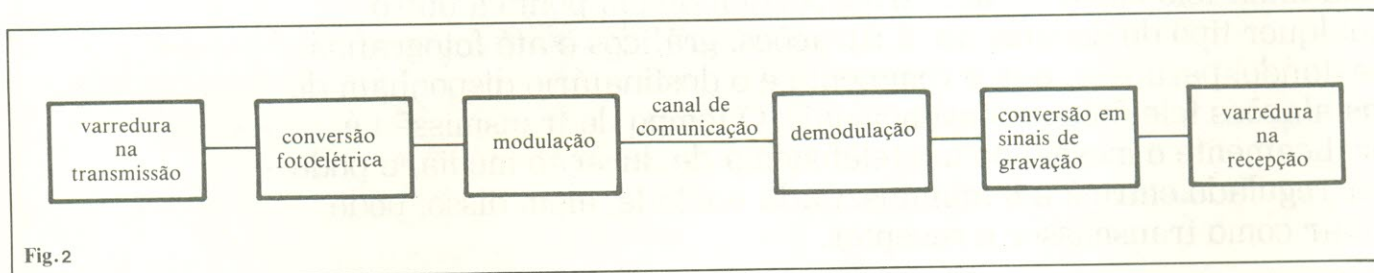 varredura
na
transmissão
conversão
fotoelétrica
modulação
canal de
comunicação
demodulação
conversão em
sinais de
gravação
varredura
na
recepção
Fig.2